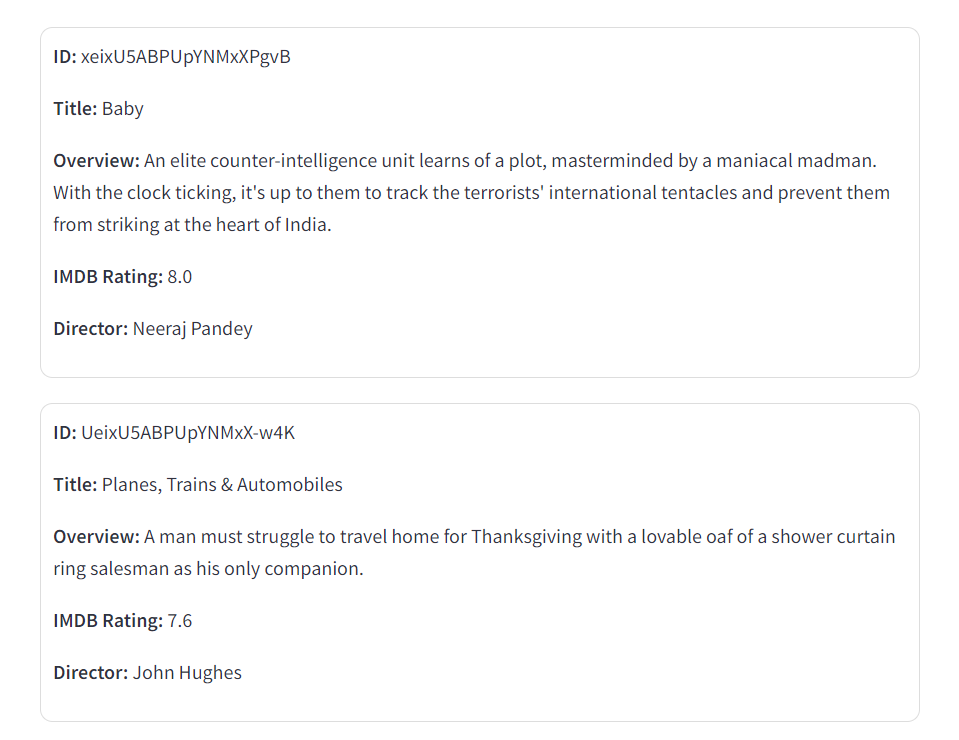 ID: xeixU5ABPUpYNMxXPgvB
Title: Baby
Overview: An elite counter-intelligence unit learns of a plot, masterminded by a maniacal madman.
With the clock ticking, it's up to them to track the terrorists' international tentacles and prevent them
from striking at the heart of India.
IMDB Rating: 8.0
Director: Neeraj Pandey
ID: UeixU5ABPUpYNMxX-w4K
Title: Planes, Trains & Automobiles
Overview: A man must struggle to travel home for Thanksgiving with a lovable oaf of a shower curtain
ring salesman as his only companion.
IMDB Rating: 7.6
Director: John Hughes